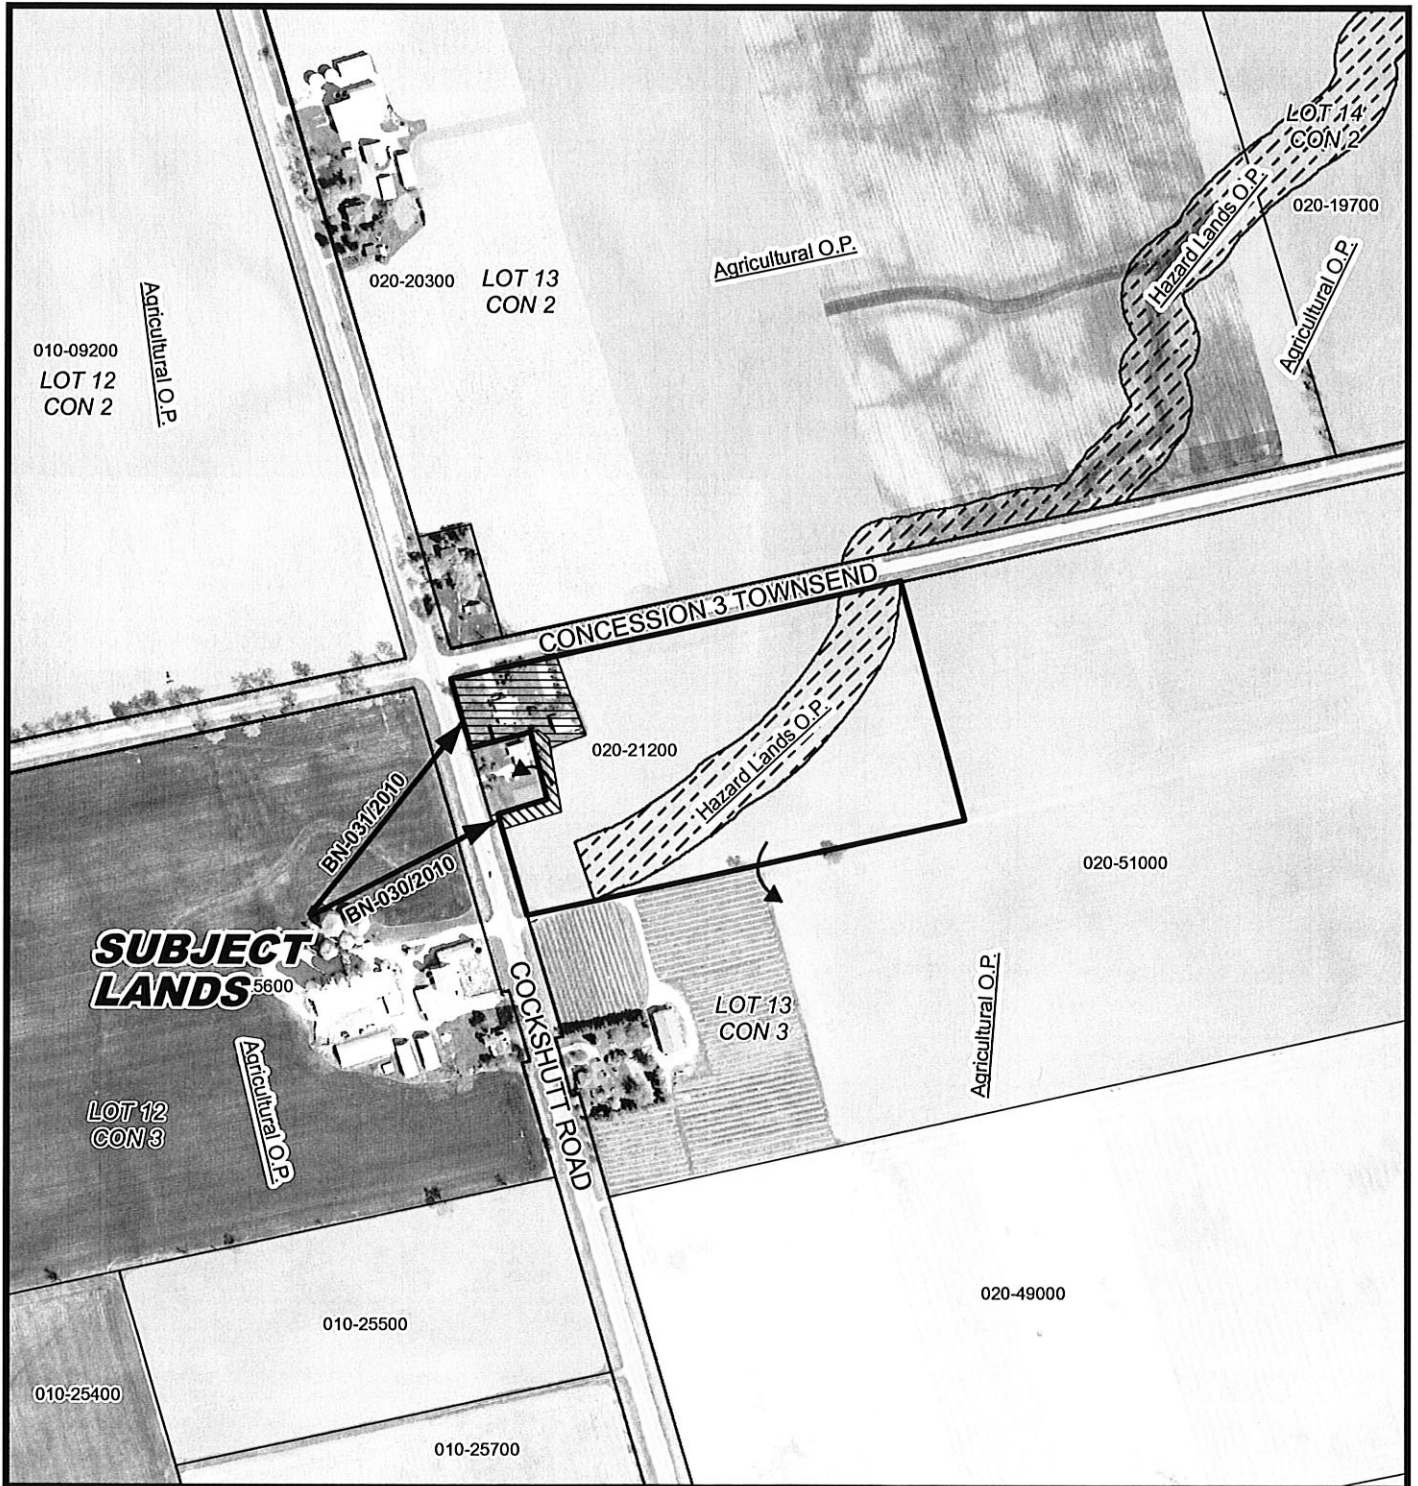 LOT 14
CON 2
Hazard Lands O.P.
020-19700
Agricultural O.P.
Agricultural O.P.
020-20300
LOT 13
CON 2
Agricultural O.P.
010-09200
LOT 12
CON 2
CONCESSION 3 TOWNSEND
020-21200
Hazard Lands O.P.
BN-031/2010
BN-030/2010
020-51000
SUBJECT
LANDS
5600
COCKSHUTT ROAD
LOT 13
CON 3
Agricultural O.P.
Agricultural O.P.
LOT 12
CON 3
020-49000
010-25500
010-25400
010-25700